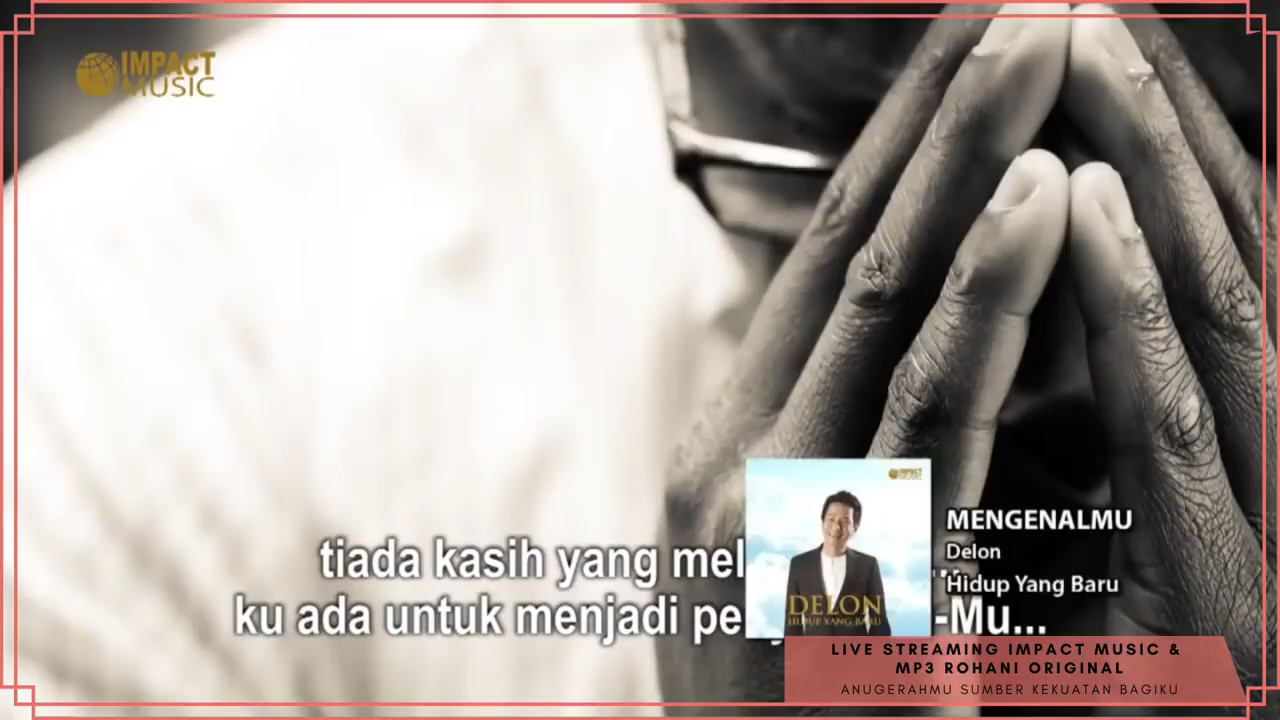 IMPACT
MUSIC
IMPACT
MUSIC
DELON
HIDUP YANG BARU
MENGENALMU
Delon
Hidup Yang Baru
tiada kasih yang mel
ku ada untuk menjadi pe -Mu...
LIVE STREAMING IMPACT MUSIC &
MP3 ROHANI ORIGINAL
ANUGERAHMU SUMBER KEKUATAN BAGIKU